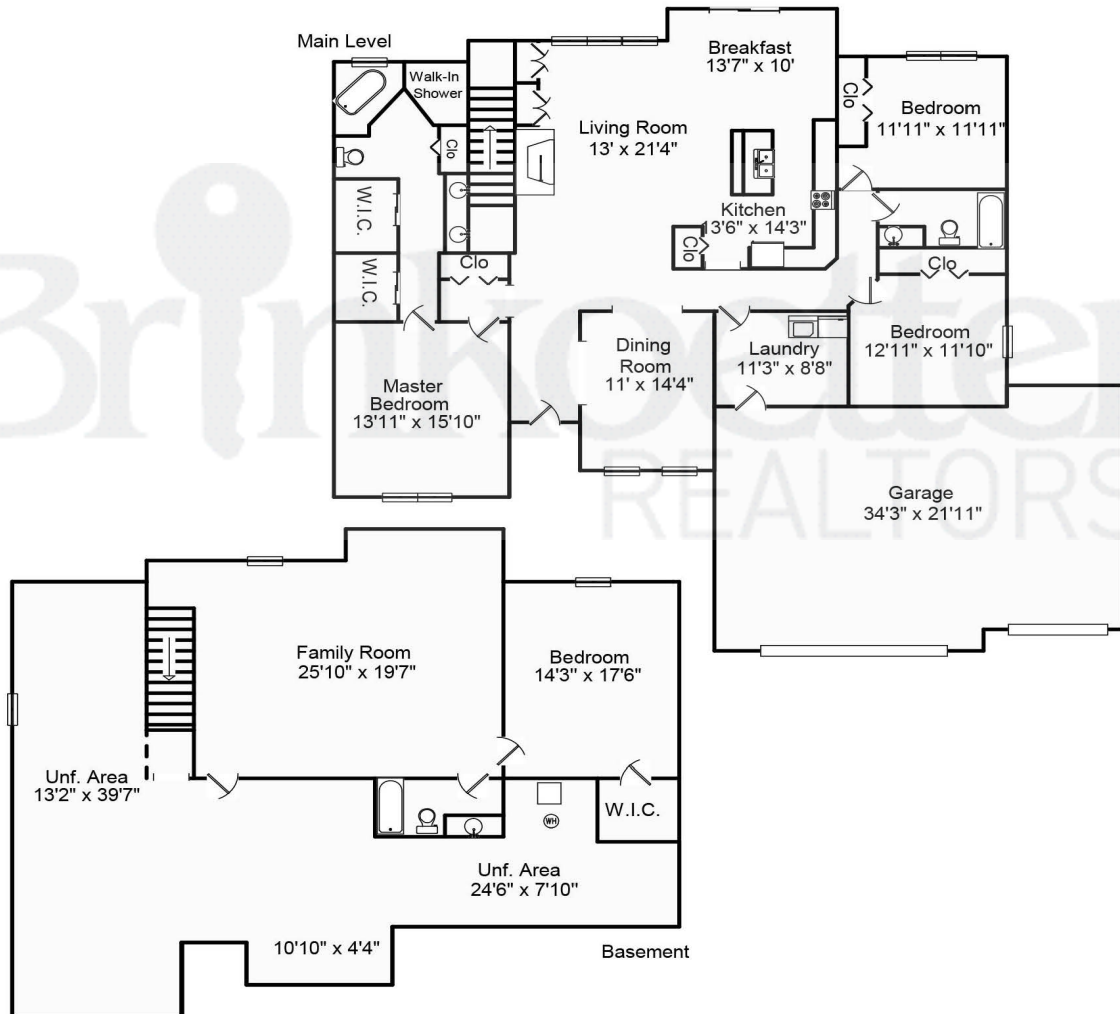 Main Level
Walk-In
Shower
Breakfast
13'7" x 10'
Clo
Bedroom
11'11" x 11'11"
Living Room
13' x 21'4"
Clo
W.I.C.
Kitchen
13'6" x 14'3"
Clo
W.I.C.
Clo
Clo
Brinkoetter
REALTORS
Dining
Room
11' x 14'4"
Laundry
11'3" x 8'8"
Bedroom
12'11" x 11'10"
Master
Bedroom
13'11" x 15'10"
Garage
34'3" x 21'11"
Family Room
25'10" x 19'7"
Bedroom
14'3" x 17'6"
Unf. Area
13'2" x 39'7"
W.I.C.
WH
Unf. Area
24'6" x 7'10"
10'10" x 4'4"
Basement